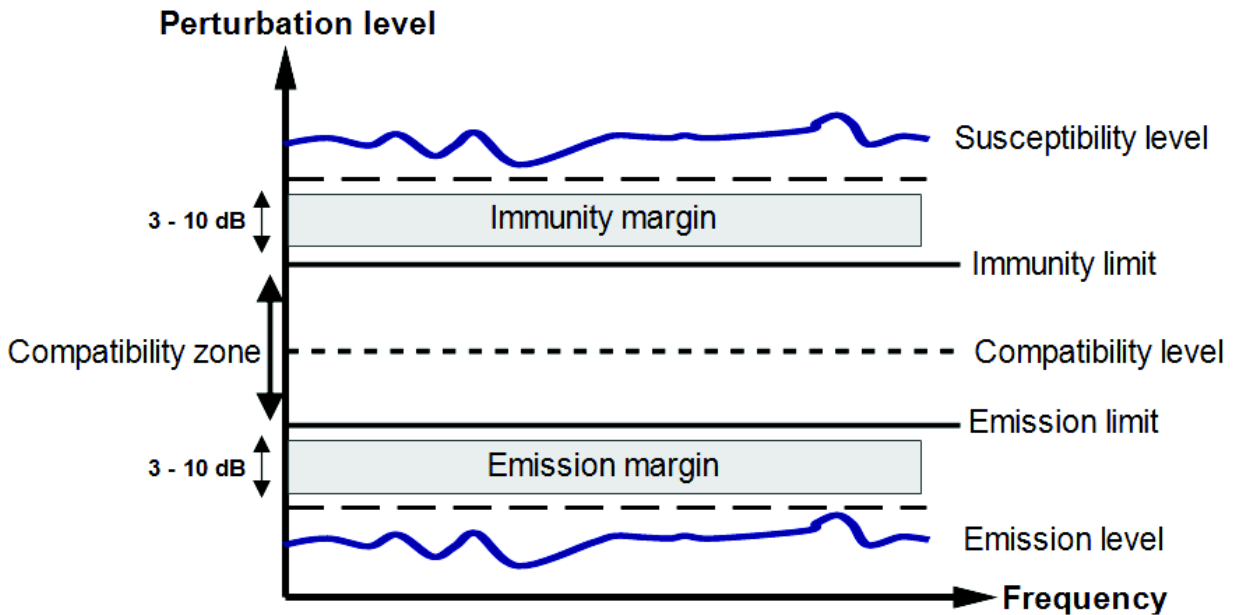 Perturbation level
Susceptibility level
3 - 10 dB
Immunity margin
Immunity limit
Compatibility zone
Compatibility level
Emission limit
3 - 10 dB
Emission margin
Emission level
Frequency